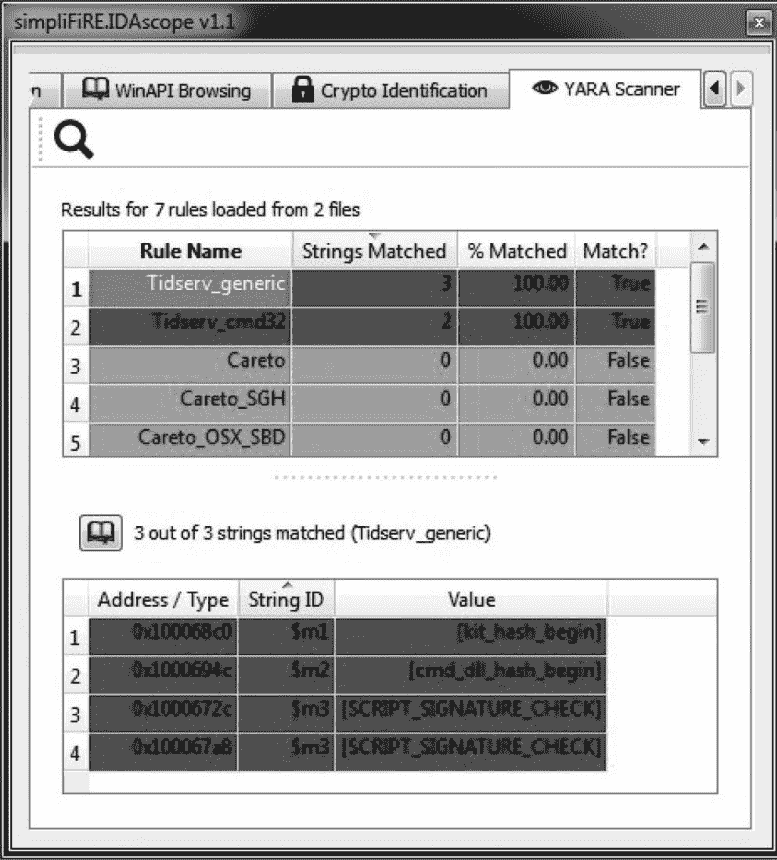 simpliFiRE.IDAscope v1.1
n WinAPI Browsing Crypto Identification YARA Scanner
Results for 7 rules loaded from 2 files
Rule Name Strings Matched % Matched Match?
1 Tidserv_generic 3 100.00 True
2 Tidserv_cmd32 2 100.00 True
3 Careto 0 0.00 False
4 Careto_SGH 0 0.00 False
5 Careto_OSX_SBD 0 0.00 False
3 out of 3 strings matched (Tidserv_generic)
Address / Type String ID Value
1 0x100068c0 $m1 [kit_hash_begin]
2 0x1000694c $m2 [cmd_dll_hash_begin]
3 0x1000672c $m3 [SCRIPT_SIGNATURE_CHECK]
4 0x100067a8 $m3 [SCRIPT_SIGNATURE_CHECK]